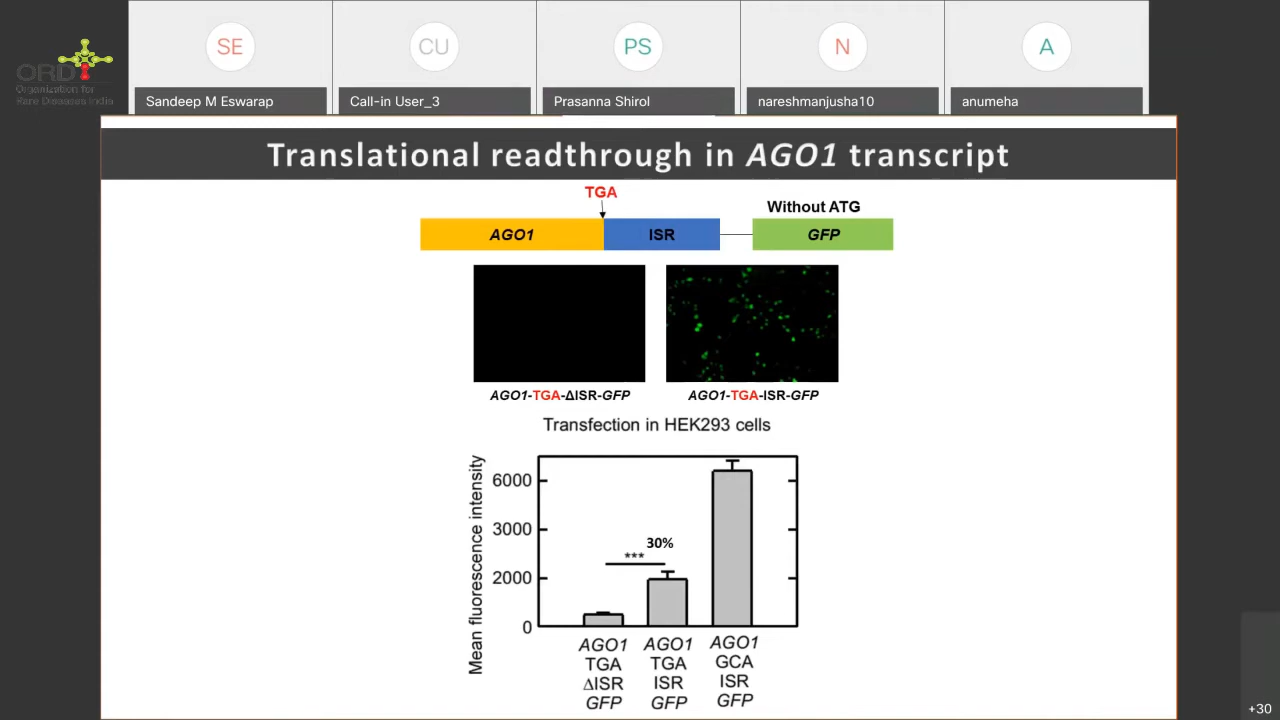 ORDI
Organization for
Rare Diseases India
SE
CU
PS
N
A
Sandeep M Eswarap
Call-in User_3
Prasanna Shirol
nareshmanjusha10
anumeha
Translational readthrough in AGO1 transcript
TGA
Without ATG
AGO1
ISR
GFP
AGO1-TGA-ΔISR-GFP
AGO1-TGA-ISR-GFP
Transfection in HEK293 cells
Mean fluorescence intensity
6000
3000
2000
0
30%
***
AGO1
TGA
ΔISR
GFP
AGO1
TGA
ISR
GFP
AGO1
GCA
ISR
GFP
+30